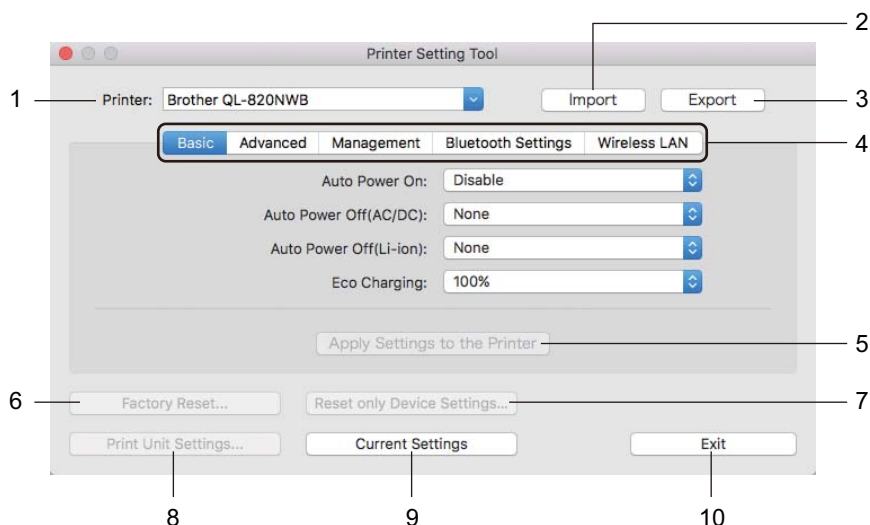 2
Printer Setting Tool
1 Printer: Brother QL-820NWB Import Export 3
Basic Advanced Management Bluetooth Settings Wireless LAN 4
Auto Power On: Disable
Auto Power Off(AC/DC): None
Auto Power Off(Li-ion): None
Eco Charging: 100%
Apply Settings to the Printer 5
6 Factory Reset... Reset only Device Settings... 7
Print Unit Settings... Current Settings Exit
8 9 10